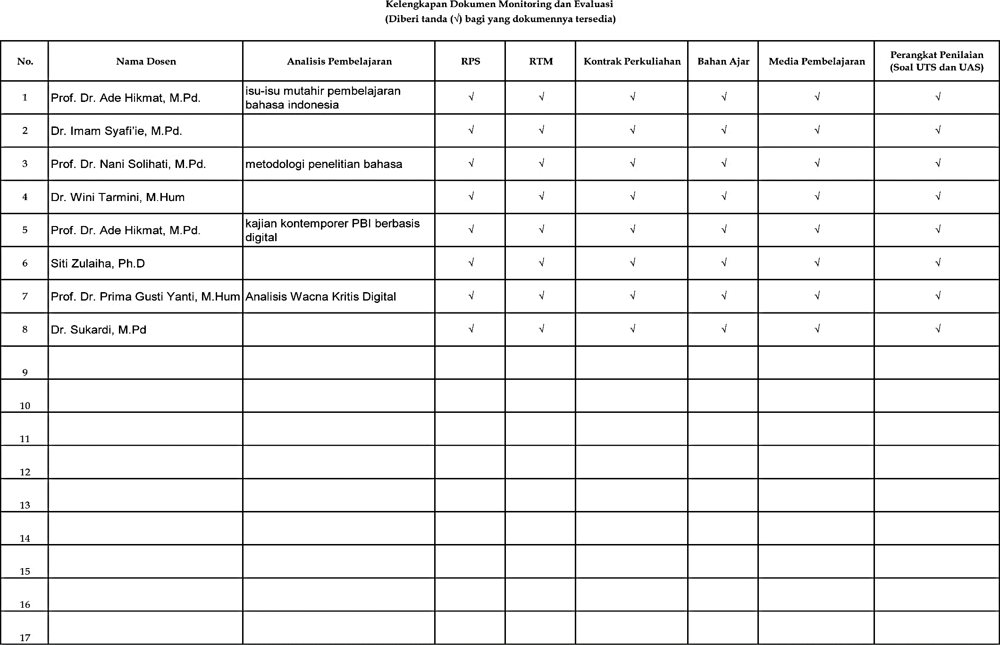 Kelengkapan Dokumen Monitoring dan Evaluasi
(Diberi tanda (√) bagi yang dokumennya tersedia)
No. Nama Dosen Analisis Pembelajaran RPS RTM Kontrak Perkuliahan Bahan Ajar Media Pembelajaran Perangkat Penilaian
(Soal UTS dan UAS)
1 Prof. Dr. Ade Hikmat, M.Pd. isu-isu mutahir pembelajaran
bahasa indonesia √ √ √ √ √ √
2 Dr. Imam Syafi'ie, M.Pd. √ √ √ √ √ √
3 Prof. Dr. Nani Solihati, M.Pd. metodologi penelitian bahasa √ √ √ √ √ √
4 Dr. Wini Tarmini, M.Hum √ √ √ √ √ √
5 Prof. Dr. Ade Hikmat, M.Pd. kajian kontemporer PBI berbasis
digital √ √ √ √ √ √
6 Siti Zulaiha, Ph.D √ √ √ √ √ √
7 Prof. Dr. Prima Gusti Yanti, M.Hum Analisis Wacna Kritis Digital √ √ √ √ √ √
8 Dr. Sukardi, M.Pd √ √ √ √ √ √
9
10
11
12
13
14
15
16
17